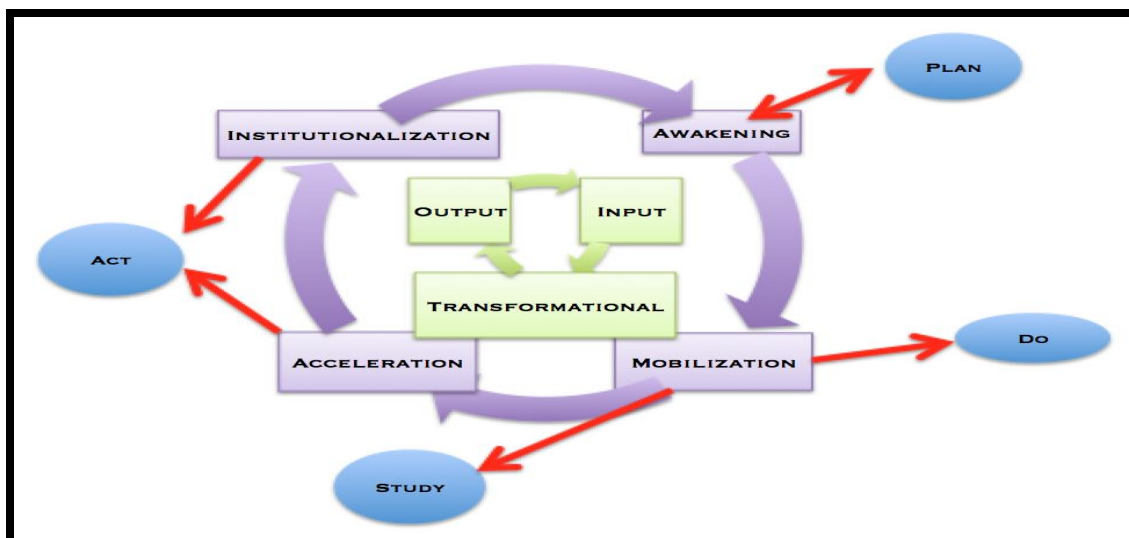 PLAN
INSTITUTIONALIZATION
AWAKENING
OUTPUT
INPUT
ACT
TRANSFORMATIONAL
DO
ACCELERATION
MOBILIZATION
STUDY